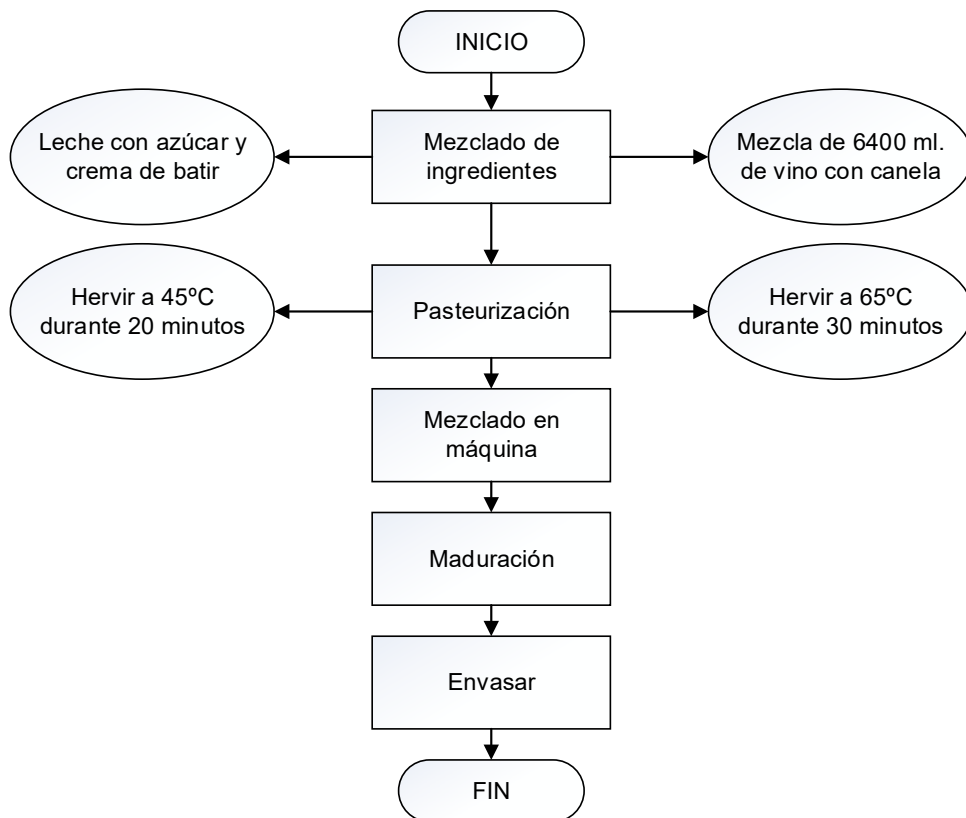 INICIO
Leche con azúcar y
crema de batir
Mezclado de
ingredientes
Mezcla de 6400 ml.
de vino con canela
Hervir a 45ºC
durante 20 minutos
Pasteurización
Hervir a 65ºC
durante 30 minutos
Mezclado en
máquina
Maduración
Envasar
FIN